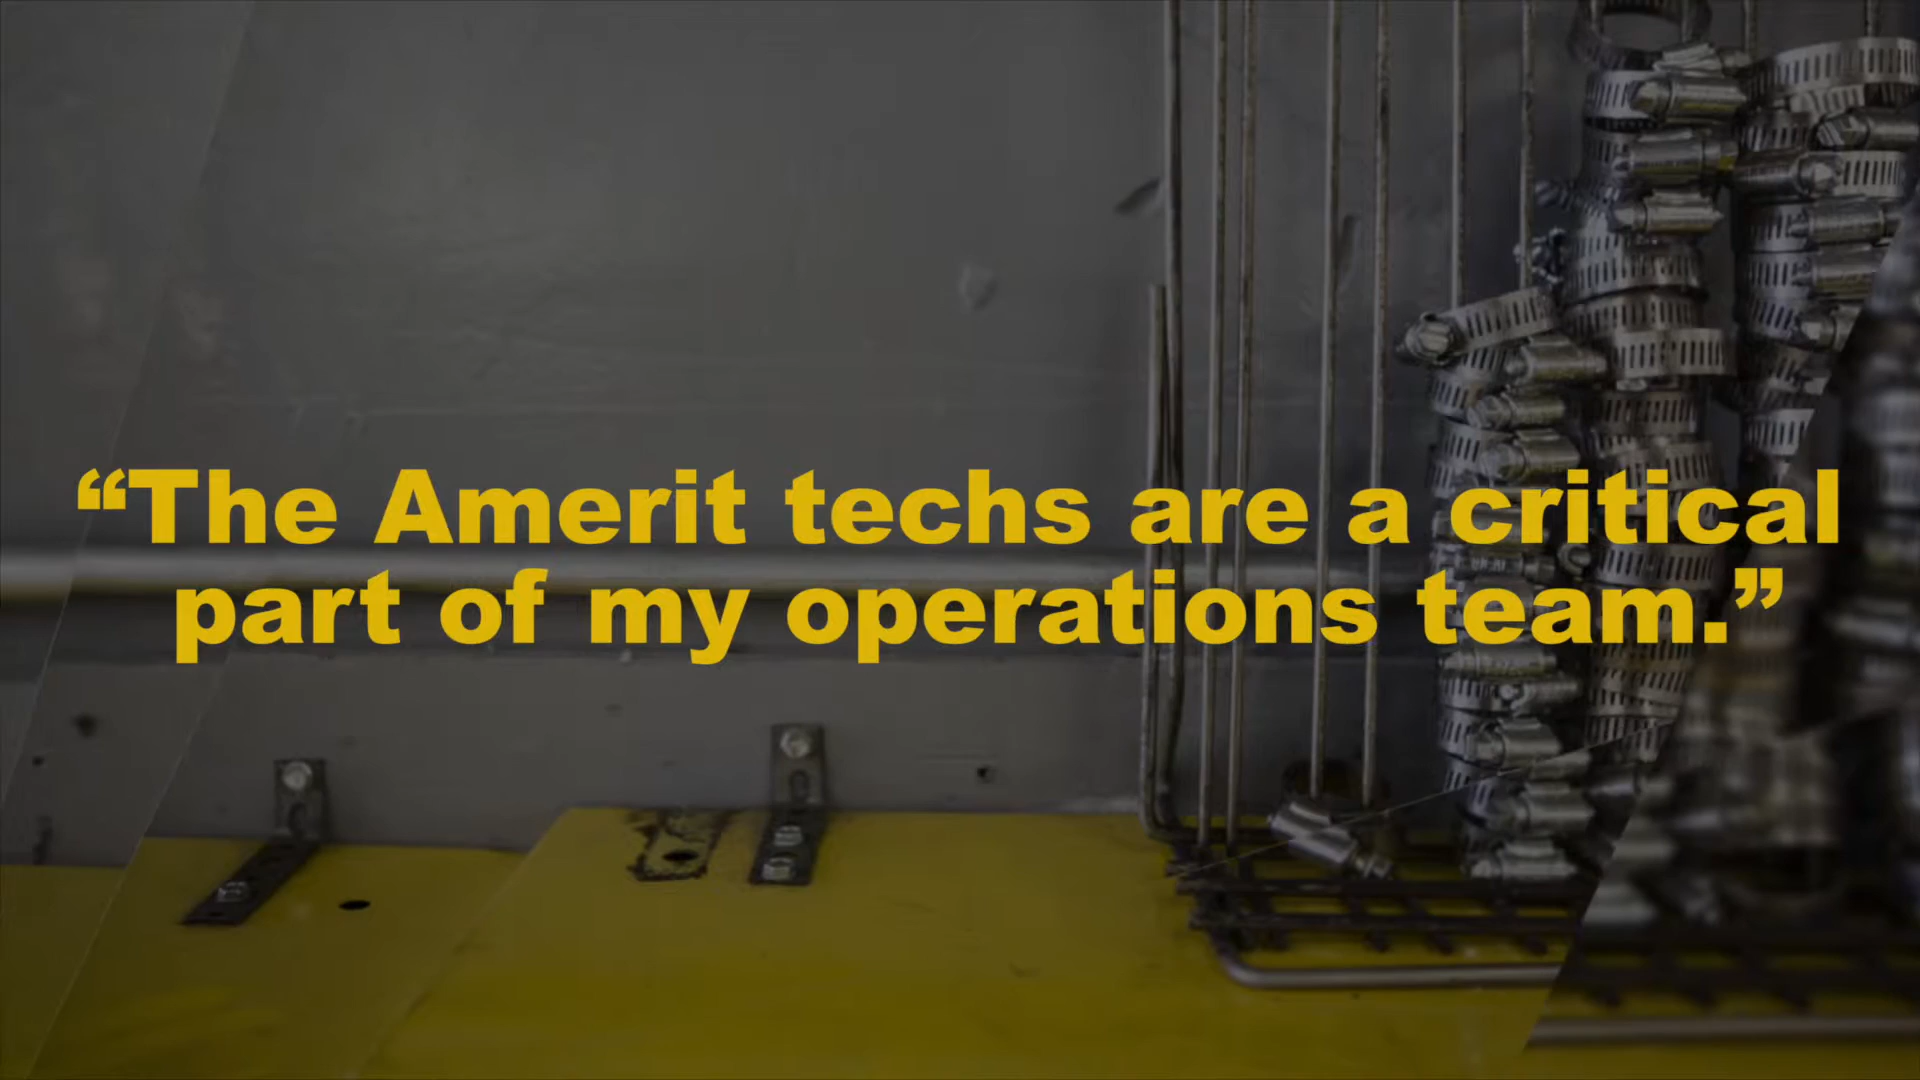 “The Amerit techs are a critical
part of my operations team.”